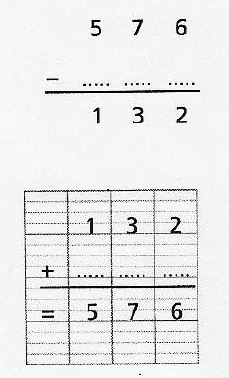 5 7 6
− ..... ..... .....
1 3 2
1 3 2
+ ..... ..... .....
= 5 7 6